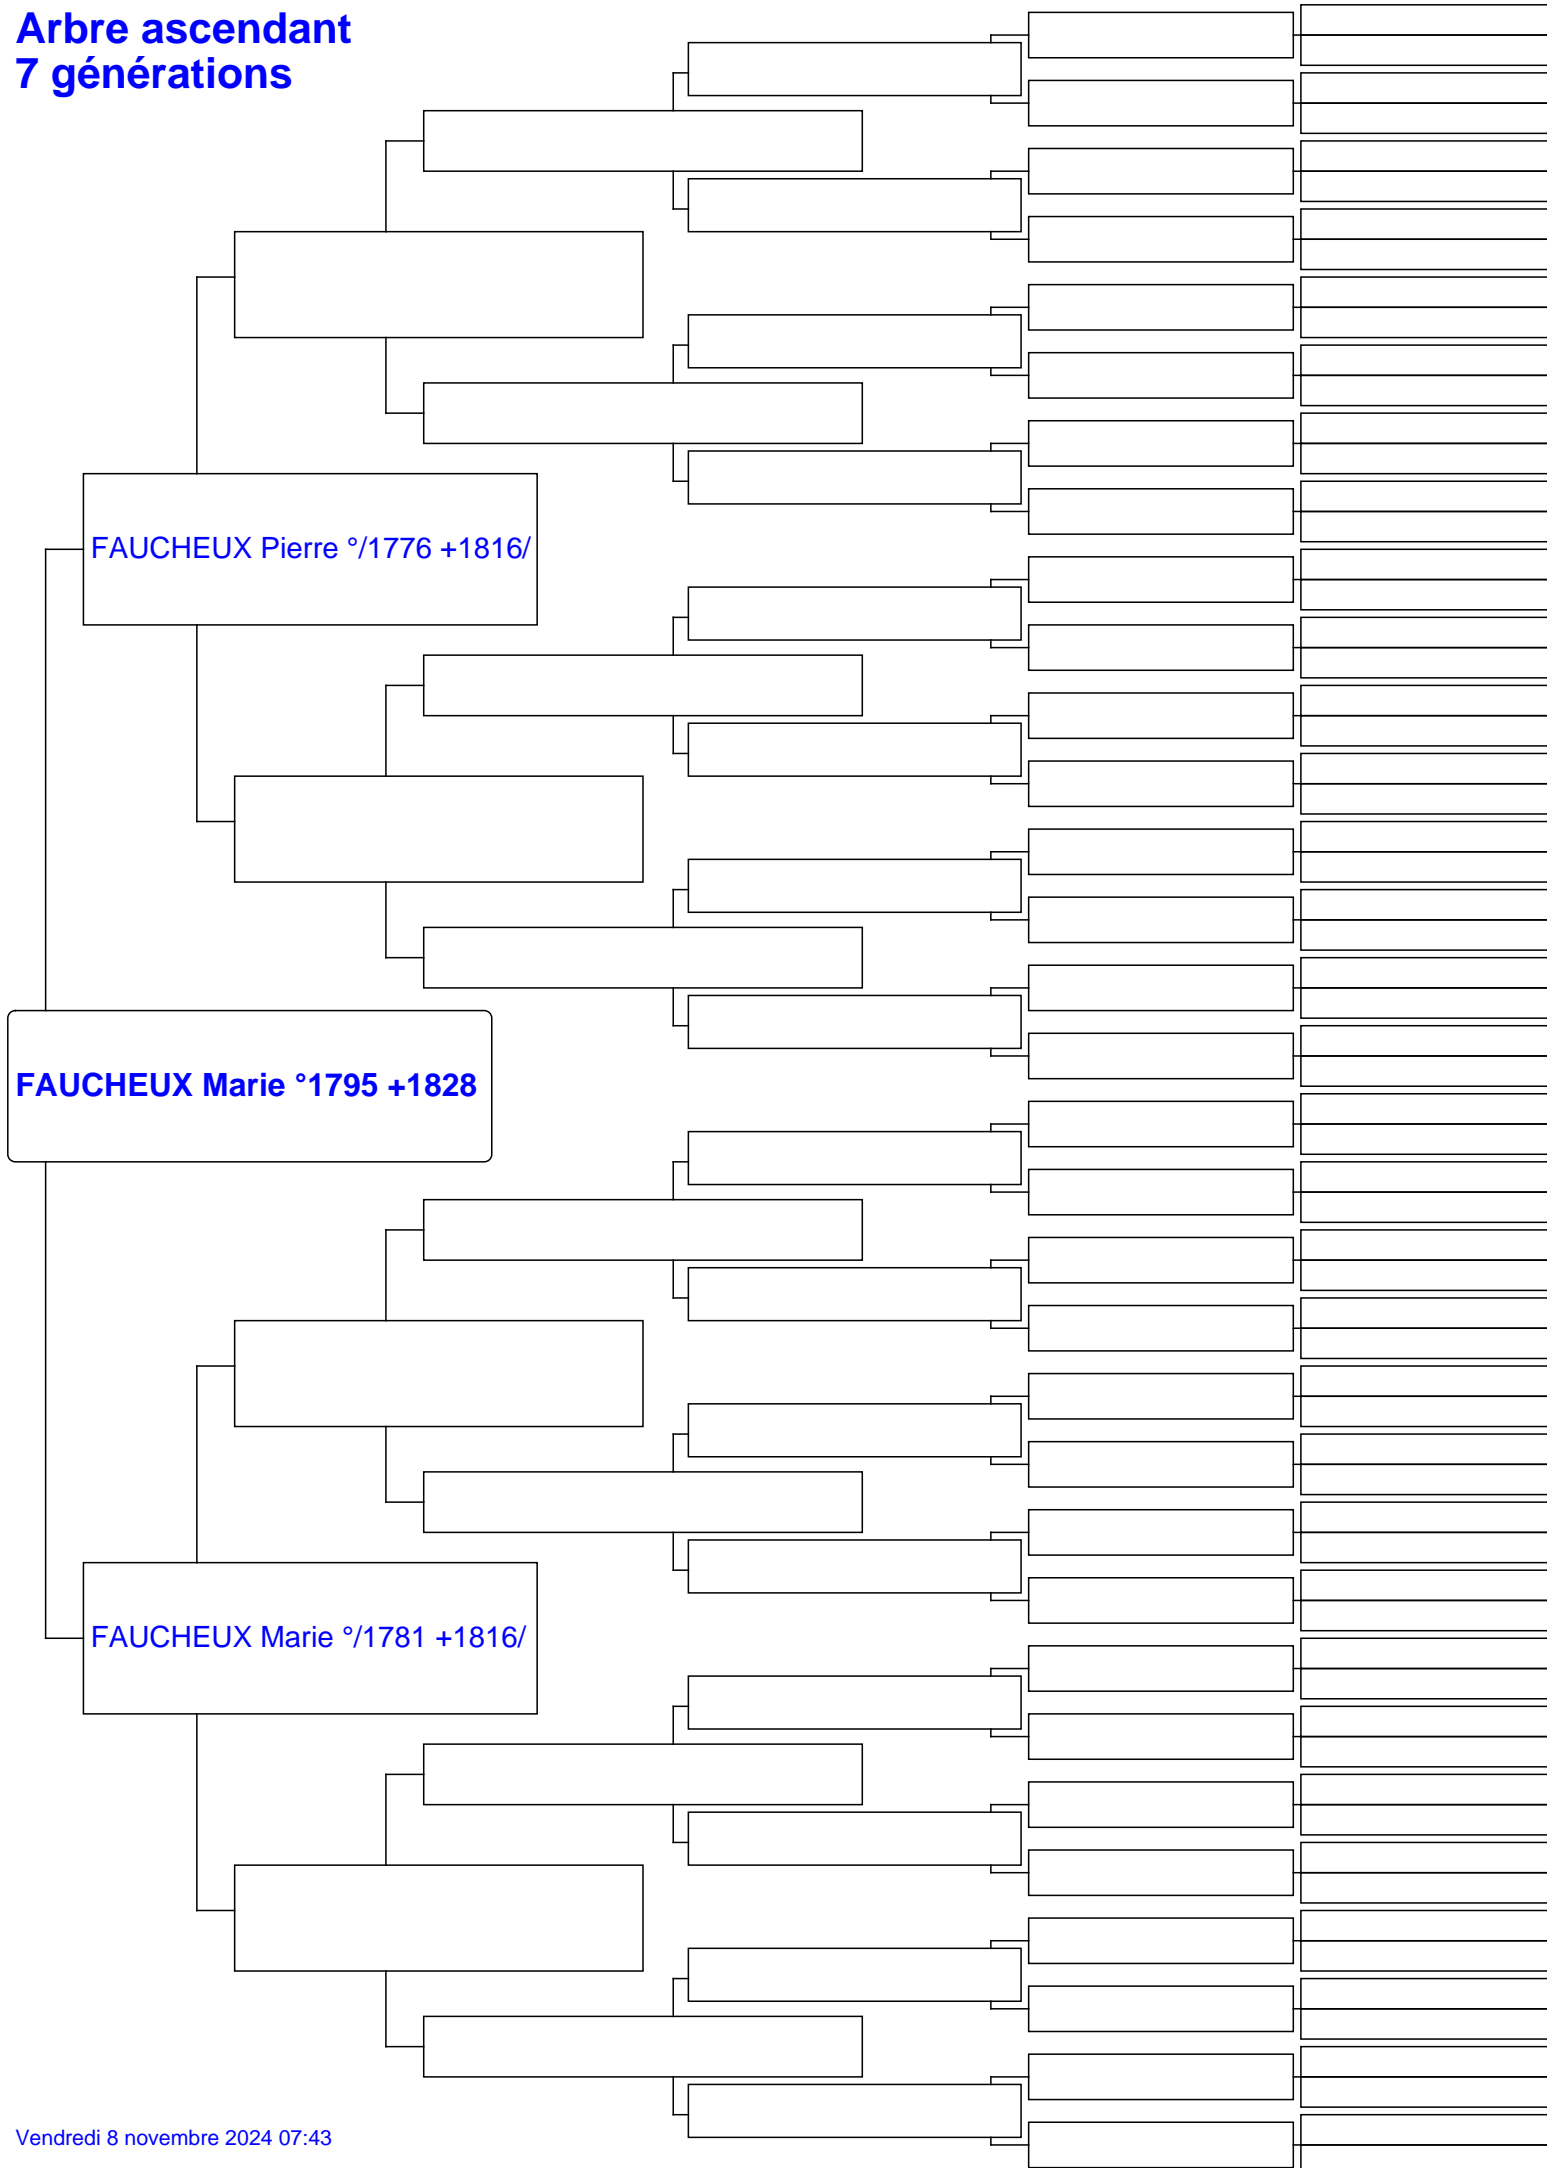 Arbre ascendant
7 générations
FAUCHEUX Pierre °/1776 +1816/
FAUCHEUX Marie °1795 +1828
FAUCHEUX Marie °/1781 +1816/
Vendredi 8 novembre 2024 07:43